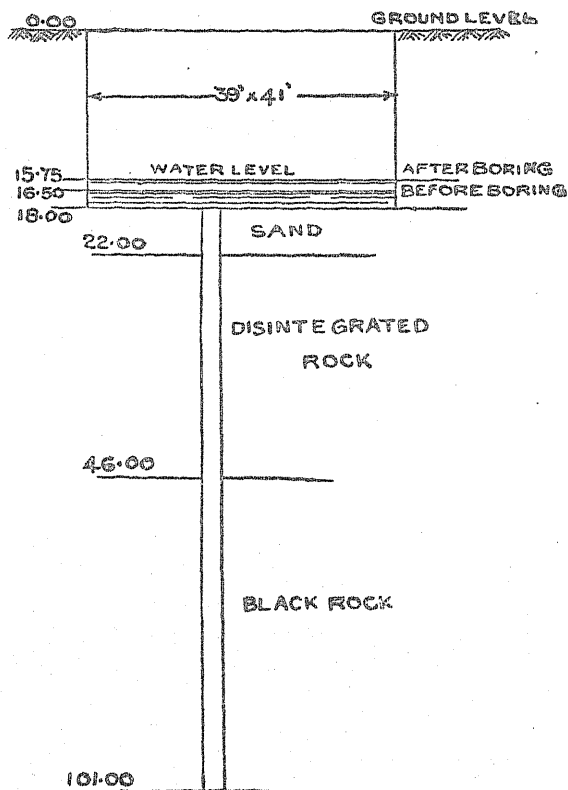 0.00 GROUND LEVEL
39'x41'
15.75 WATER LEVEL AFTER BORING
16.50 BEFORE BORING
18.00
SAND
22.00
DISINTEGRATED
ROCK
46.00
BLACK ROCK
101.00